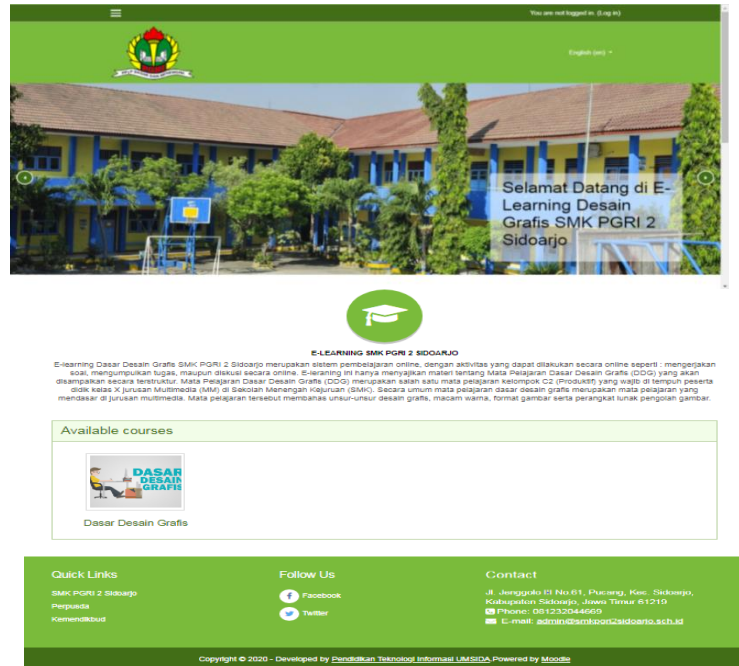 You are not logged in. (Log in)
English (en)
Selamat Datang di E-
Learning Desain
Grafis SMK PGRI 2
Sidoarjo
E-LEARNING SMK PGRI 2 SIDOARJO
E-learning Dasar Desain Grafis SMK PGRI 2 Sidoarjo merupakan sistem pembelajaran online, dengan aktivitas yang dapat dilakukan secara online seperti : mengerjakan
soal, mengumpulkan tugas, maupun diskusi secara online. E-leraning ini hanya menyajikan materi tentang Mata Pelajaran Dasar Desain Grafis (DDG) yang akan
disampaikan secara terstruktur. Mata Pelajaran Dasar Desain Grafis (DDG) merupakan salah satu mata pelajaran kelompok C2 (Produktif) yang wajib di tempuh peserta
didik kelas X jurusan Multimedia (MM) di Sekolah Menengah Kejuruan (SMK). Secara umum mata pelajaran dasar desain grafis merupakan mata pelajaran yang
mendasar di jurusan multimedia. Mata pelajaran tersebut membahas unsur-unsur desain grafis, macam warna, format gambar serta perangkat lunak pengolah gambar.
Available courses
DASAR
DESAIN
GRAFIS
Dasar Desain Grafis
Quick Links
SMK PGRI 2 Sidoarjo
Perpusda
Kemendikbud
Follow Us
Facebook
Twitter
Contact
Jl. Jenggolo II No.61, Pucang, Kec. Sidoarjo,
Kabupaten Sidoarjo, Jawa Timur 61219
Phone: 081232044669
E-mail: admin@smkpgri2sidoarjo.sch.id
Copyright © 2020 - Developed by Pendidikan Teknologi Informasi UMSIDA.Powered by Moodle